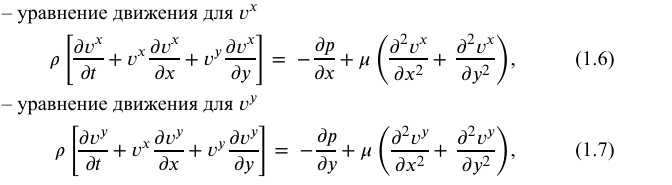 – уравнение движения для v^x
ρ [∂v^x/∂t + v^x ∂v^x/∂x + v^y ∂v^x/∂y] = −∂p/∂x + μ (∂²v^x/∂x² + ∂²v^x/∂y²), (1.6)
– уравнение движения для v^y
ρ [∂v^y/∂t + v^x ∂v^y/∂x + v^y ∂v^y/∂y] = −∂p/∂y + μ (∂²v^y/∂x² + ∂²v^y/∂y²), (1.7)